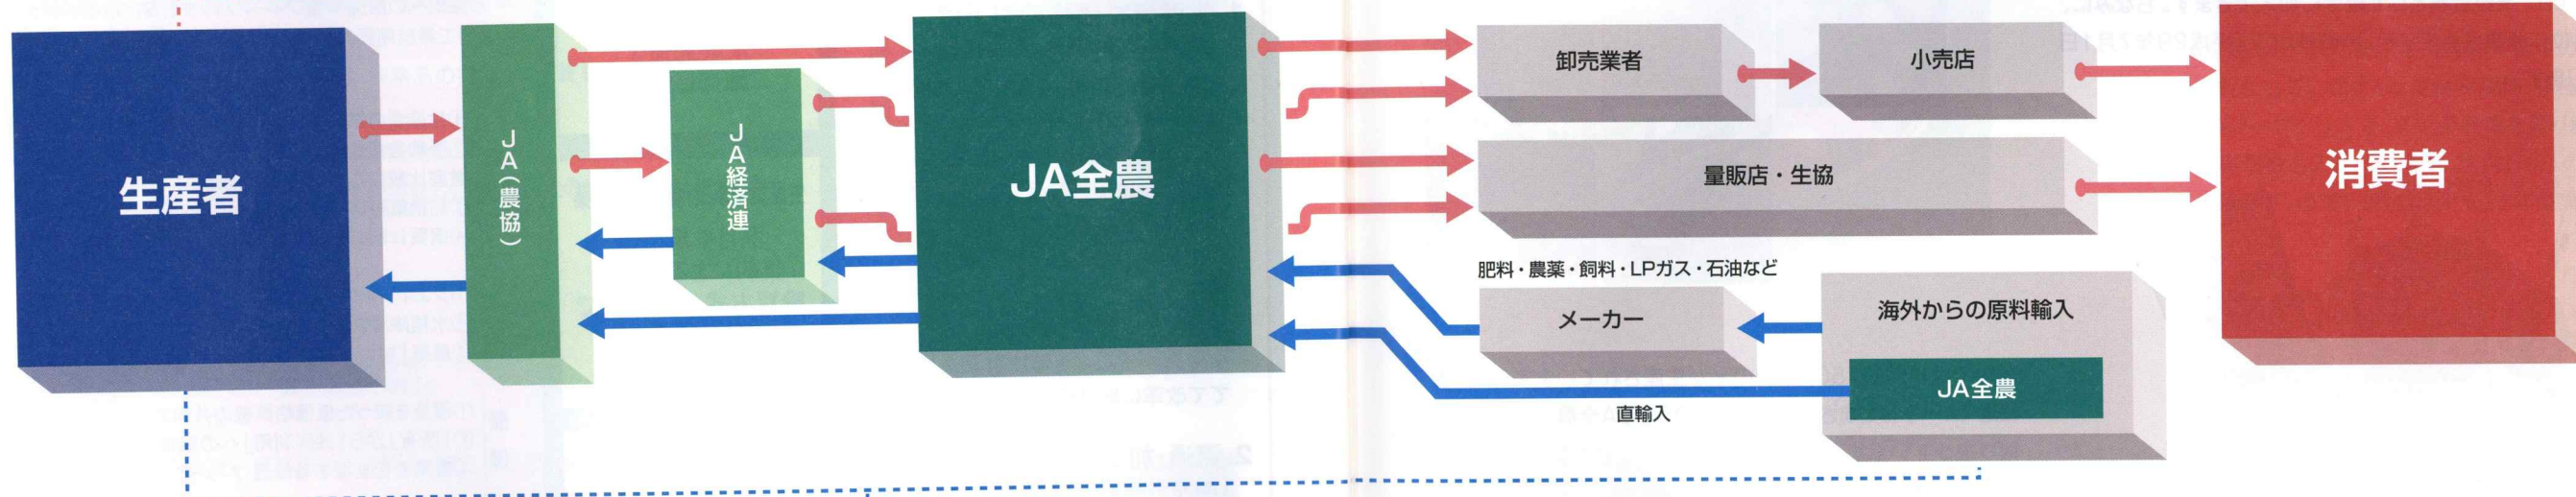 生産者
JA（農協）
JA経済連
JA全農
卸売業者
小売店
量販店・生協
消費者
肥料・農薬・飼料・LPガス・石油など
メーカー
海外からの原料輸入
JA全農
直輸入